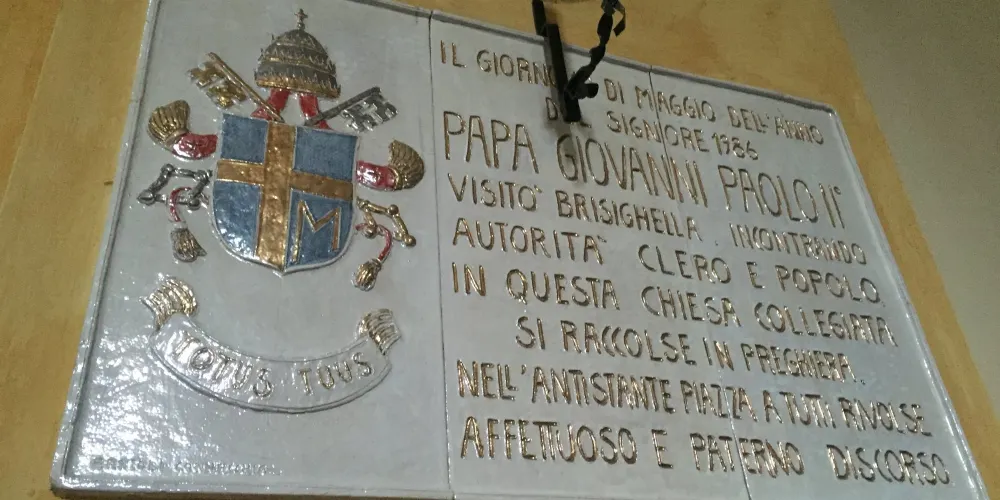 IL GIORNO DI MAGGIO DELL'ANNO
SIGNORE 1986
PAPA GIOVANNI PAOLO II°
VISITO' BRISIGHELLA. INCONTRANDO
AUTORITA' CLERO E POPOLO.
IN QUESTA CHIESA COLLEGIATA
SI RACCOLSE IN PREGHIERA.
NELL'ANTISTANTE PIAZZA A TUTTI RIVOLSE
AFFETTUOSO E PATERNO DISCORSO
M
TOTUS TUUS